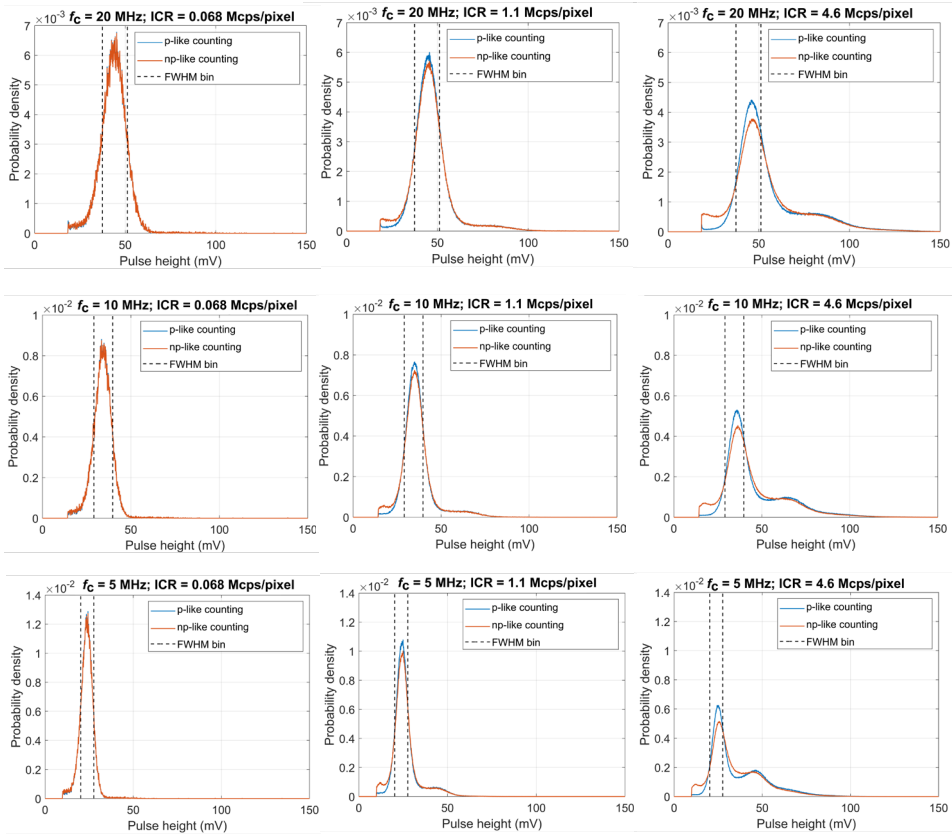 f_c = 20 MHz; ICR = 0.068 Mcps/pixel
×10⁻³
7
6
5
4
3
2
1
0
0 50 100 150
Probability density
Pulse height (mV)
p-like counting
np-like counting
FWHM bin
f_c = 20 MHz; ICR = 1.1 Mcps/pixel
×10⁻³
7
6
5
4
3
2
1
0
0 50 100 150
Probability density
Pulse height (mV)
p-like counting
np-like counting
FWHM bin
f_c = 20 MHz; ICR = 4.6 Mcps/pixel
×10⁻³
7
6
5
4
3
2
1
0
0 50 100 150
Probability density
Pulse height (mV)
p-like counting
np-like counting
FWHM bin
f_c = 10 MHz; ICR = 0.068 Mcps/pixel
×10⁻²
1
0.8
0.6
0.4
0.2
0
0 50 100 150
Probability density
Pulse height (mV)
p-like counting
np-like counting
FWHM bin
f_c = 10 MHz; ICR = 1.1 Mcps/pixel
×10⁻²
1
0.8
0.6
0.4
0.2
0
0 50 100 150
Probability density
Pulse height (mV)
p-like counting
np-like counting
FWHM bin
f_c = 10 MHz; ICR = 4.6 Mcps/pixel
×10⁻²
1
0.8
0.6
0.4
0.2
0
0 50 100 150
Probability density
Pulse height (mV)
p-like counting
np-like counting
FWHM bin
f_c = 5 MHz; ICR = 0.068 Mcps/pixel
×10⁻²
1.4
1.2
1
0.8
0.6
0.4
0.2
0
0 50 100 150
Probability density
Pulse height (mV)
p-like counting
np-like counting
FWHM bin
f_c = 5 MHz; ICR = 1.1 Mcps/pixel
×10⁻²
1.4
1.2
1
0.8
0.6
0.4
0.2
0
0 50 100 150
Probability density
Pulse height (mV)
p-like counting
np-like counting
FWHM bin
f_c = 5 MHz; ICR = 4.6 Mcps/pixel
×10⁻²
1.4
1.2
1
0.8
0.6
0.4
0.2
0
0 50 100 150
Probability density
Pulse height (mV)
p-like counting
np-like counting
FWHM bin